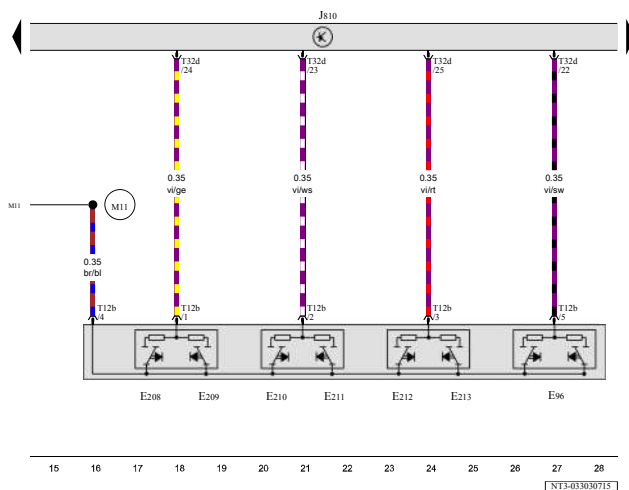 J810
K
T32d
/24
T32d
/23
T32d
/25
T32d
/22
0.35
vi/ge
0.35
vi/ws
0.35
vi/rt
0.35
vi/sw
M11
M11
0.35
br/bl
T12b
/4
T12b
/1
T12b
/2
T12b
/3
T12b
/5
E208 E209 E210 E211 E212 E213 E96
15 16 17 18 19 20 21 22 23 24 25 26 27 28
NT3-033030715